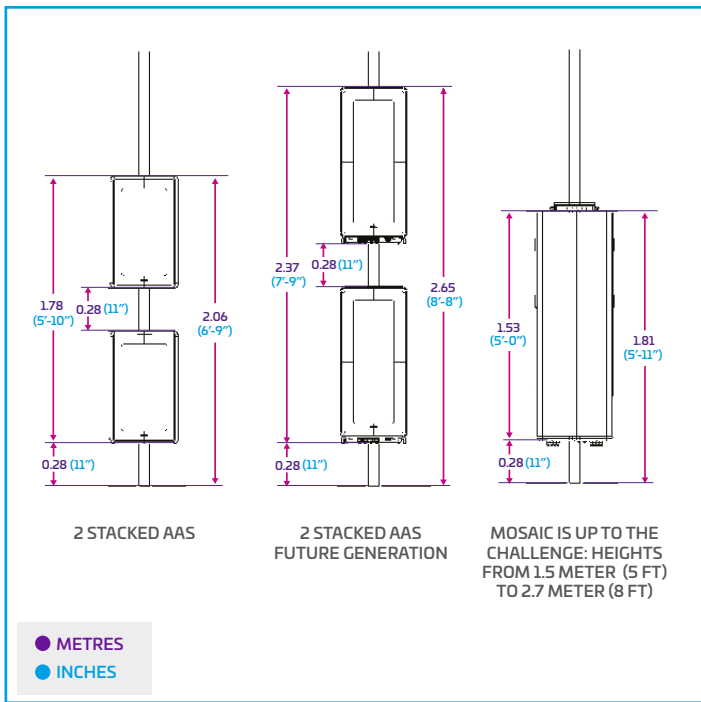 1.78
(5'-10")
0.28 (11")
2.06
(6'-9")
0.28 (11")
2 STACKED AAS
2.37
(7'-9")
0.28 (11")
2.65
(8'-8")
0.28 (11")
2 STACKED AAS
FUTURE GENERATION
1.53
(5'-0")
1.81
(5'-11")
0.28 (11")
MOSAIC IS UP TO THE
CHALLENGE: HEIGHTS
FROM 1.5 METER (5 FT)
TO 2.7 METER (8 FT)
METRES
INCHES